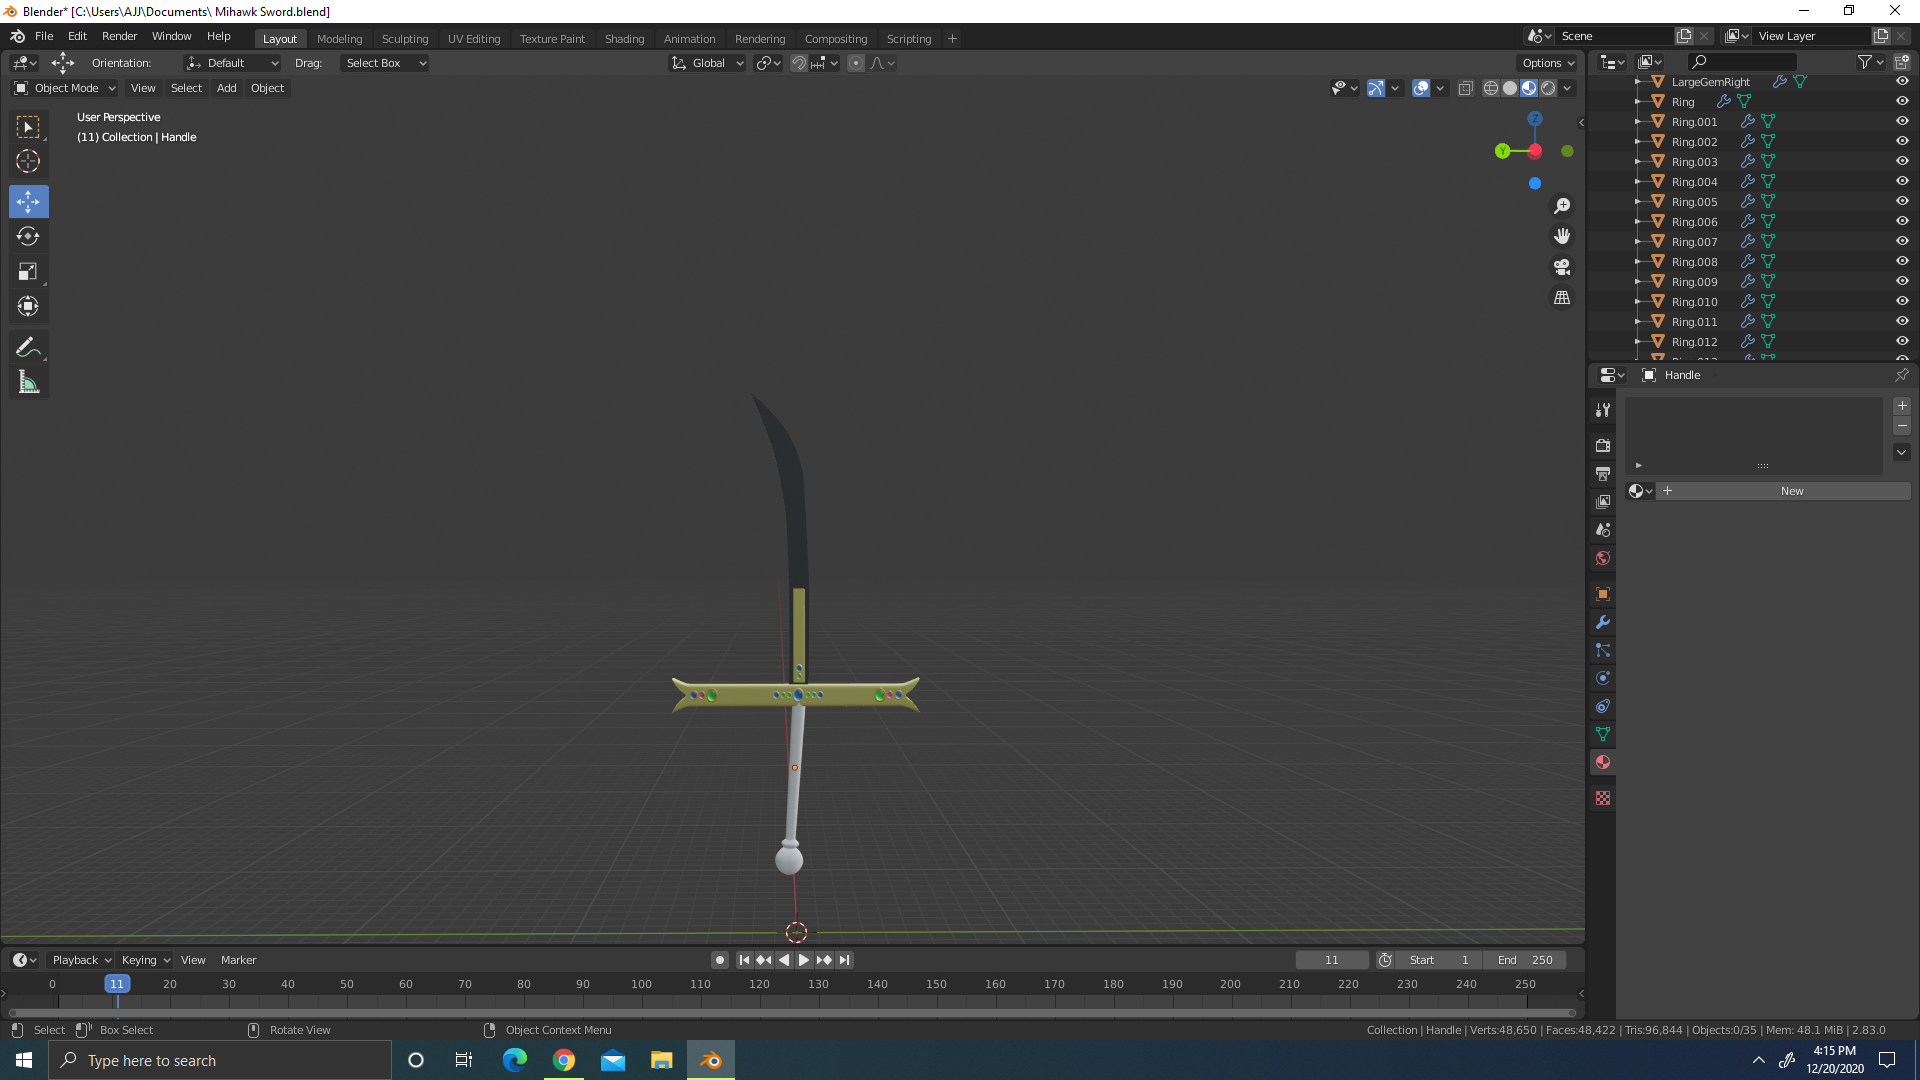 Blender* [C:\Users\AJJ\Documents\ Mihawk Sword.blend]
File Edit Render Window Help
Layout Modeling Sculpting UV Editing Texture Paint Shading Animation Rendering Compositing Scripting +
Scene
View Layer
Orientation: Default Drag: Select Box
Global
Options
Object Mode View Select Add Object
User Perspective
(11) Collection | Handle
Z
Y
LargeGemRight
Ring
Ring.001
Ring.002
Ring.003
Ring.004
Ring.005
Ring.006
Ring.007
Ring.008
Ring.009
Ring.010
Ring.011
Ring.012
Handle
New
Playback Keying View Marker
11
Start 1
End 250
0 11 20 30 40 50 60 70 80 90 100 110 120 130 140 150 160 170 180 190 200 210 220 230 240 250
Select Box Select Rotate View Object Context Menu
Collection | Handle | Verts:48,650 | Faces:48,422 | Tris:96,844 | Objects:0/35 | Mem: 48.1 MiB | 2.83.0
Type here to search
4:15 PM
12/20/2020